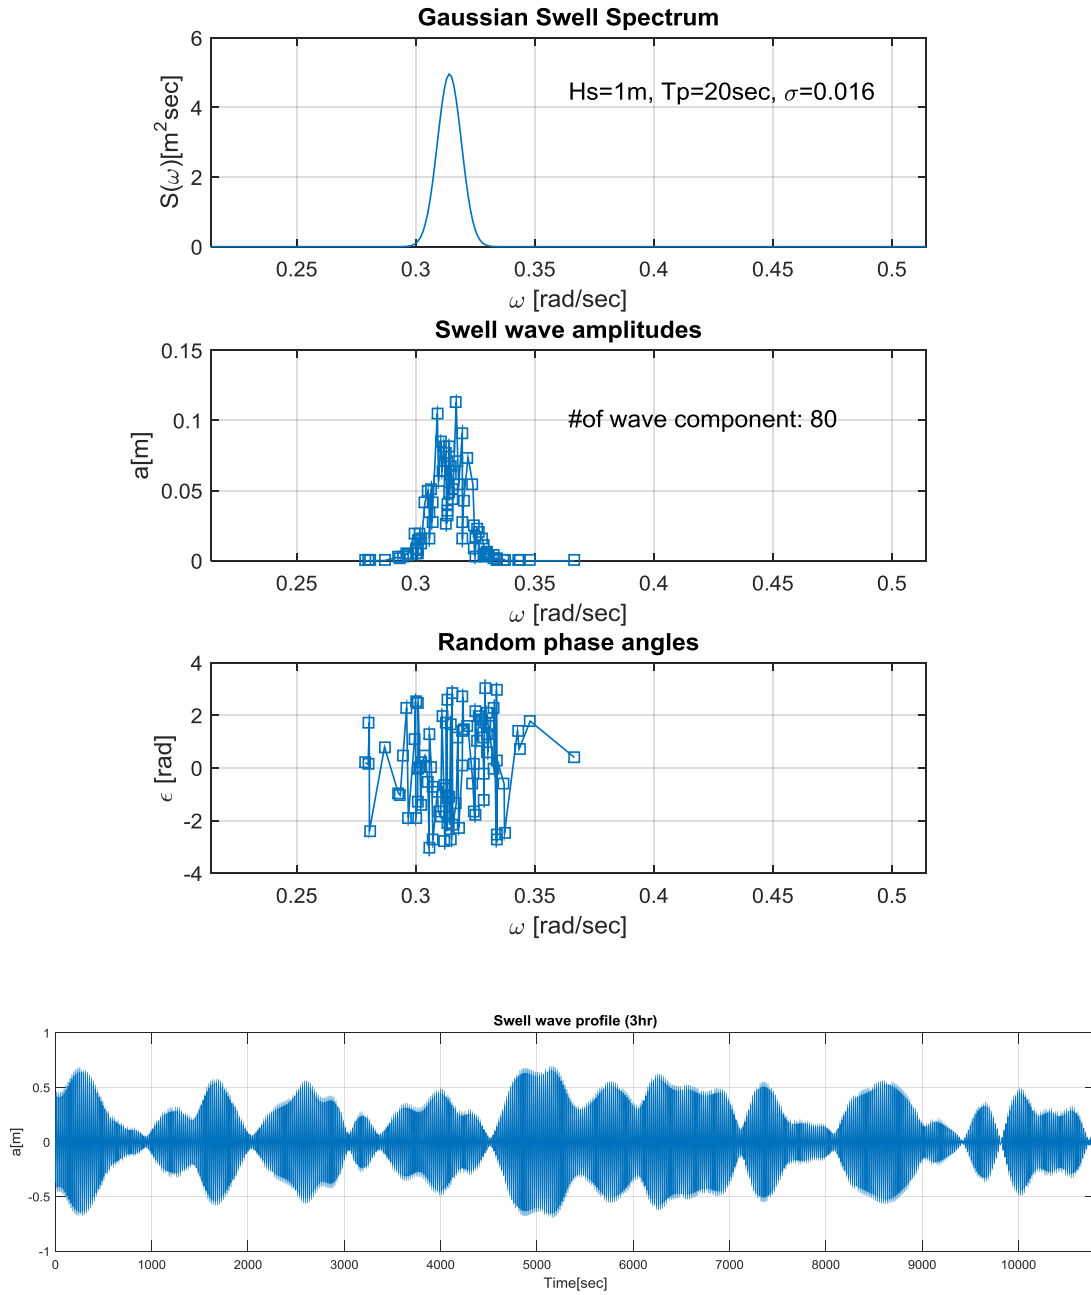 Gaussian Swell Spectrum
6
4
2
0
S(ω)[m²sec]
Hs=1m, Tp=20sec, σ=0.016
0.25 0.3 0.35 0.4 0.45 0.5
ω [rad/sec]
Swell wave amplitudes
0.15
0.1
0.05
0
a[m]
#of wave component: 80
0.25 0.3 0.35 0.4 0.45 0.5
ω [rad/sec]
Random phase angles
4
2
0
-2
-4
ϵ [rad]
0.25 0.3 0.35 0.4 0.45 0.5
ω [rad/sec]
Swell wave profile (3hr)
1
0.5
0
-0.5
-1
a[m]
0 1000 2000 3000 4000 5000 6000 7000 8000 9000 10000
Time[sec]